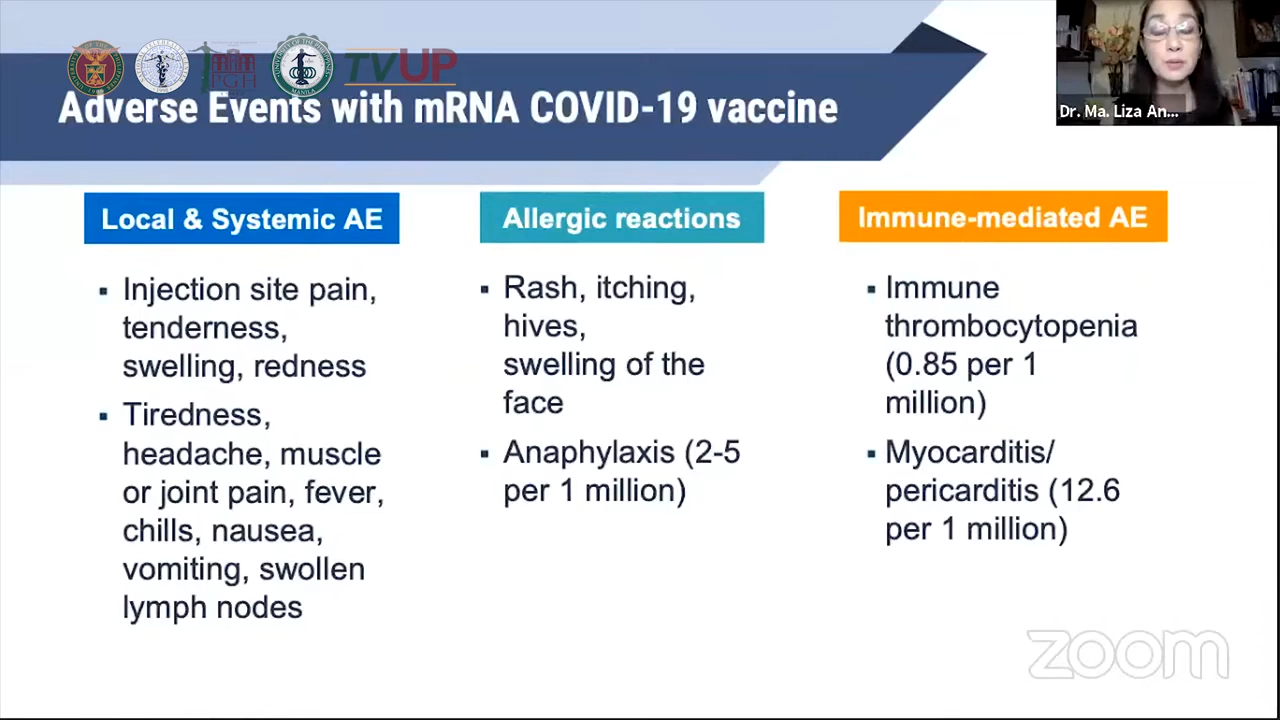 TVUP
PGH
MANILA
Adverse Events with mRNA COVID-19 vaccine
Dr. Ma. Liza An...
Local & Systemic AE
▪ Injection site pain,
tenderness,
swelling, redness
▪ Tiredness,
headache, muscle
or joint pain, fever,
chills, nausea,
vomiting, swollen
lymph nodes
Allergic reactions
▪ Rash, itching,
hives,
swelling of the
face
▪ Anaphylaxis (2-5
per 1 million)
Immune-mediated AE
▪ Immune
thrombocytopenia
(0.85 per 1
million)
▪ Myocarditis/
pericarditis (12.6
per 1 million)
zoom